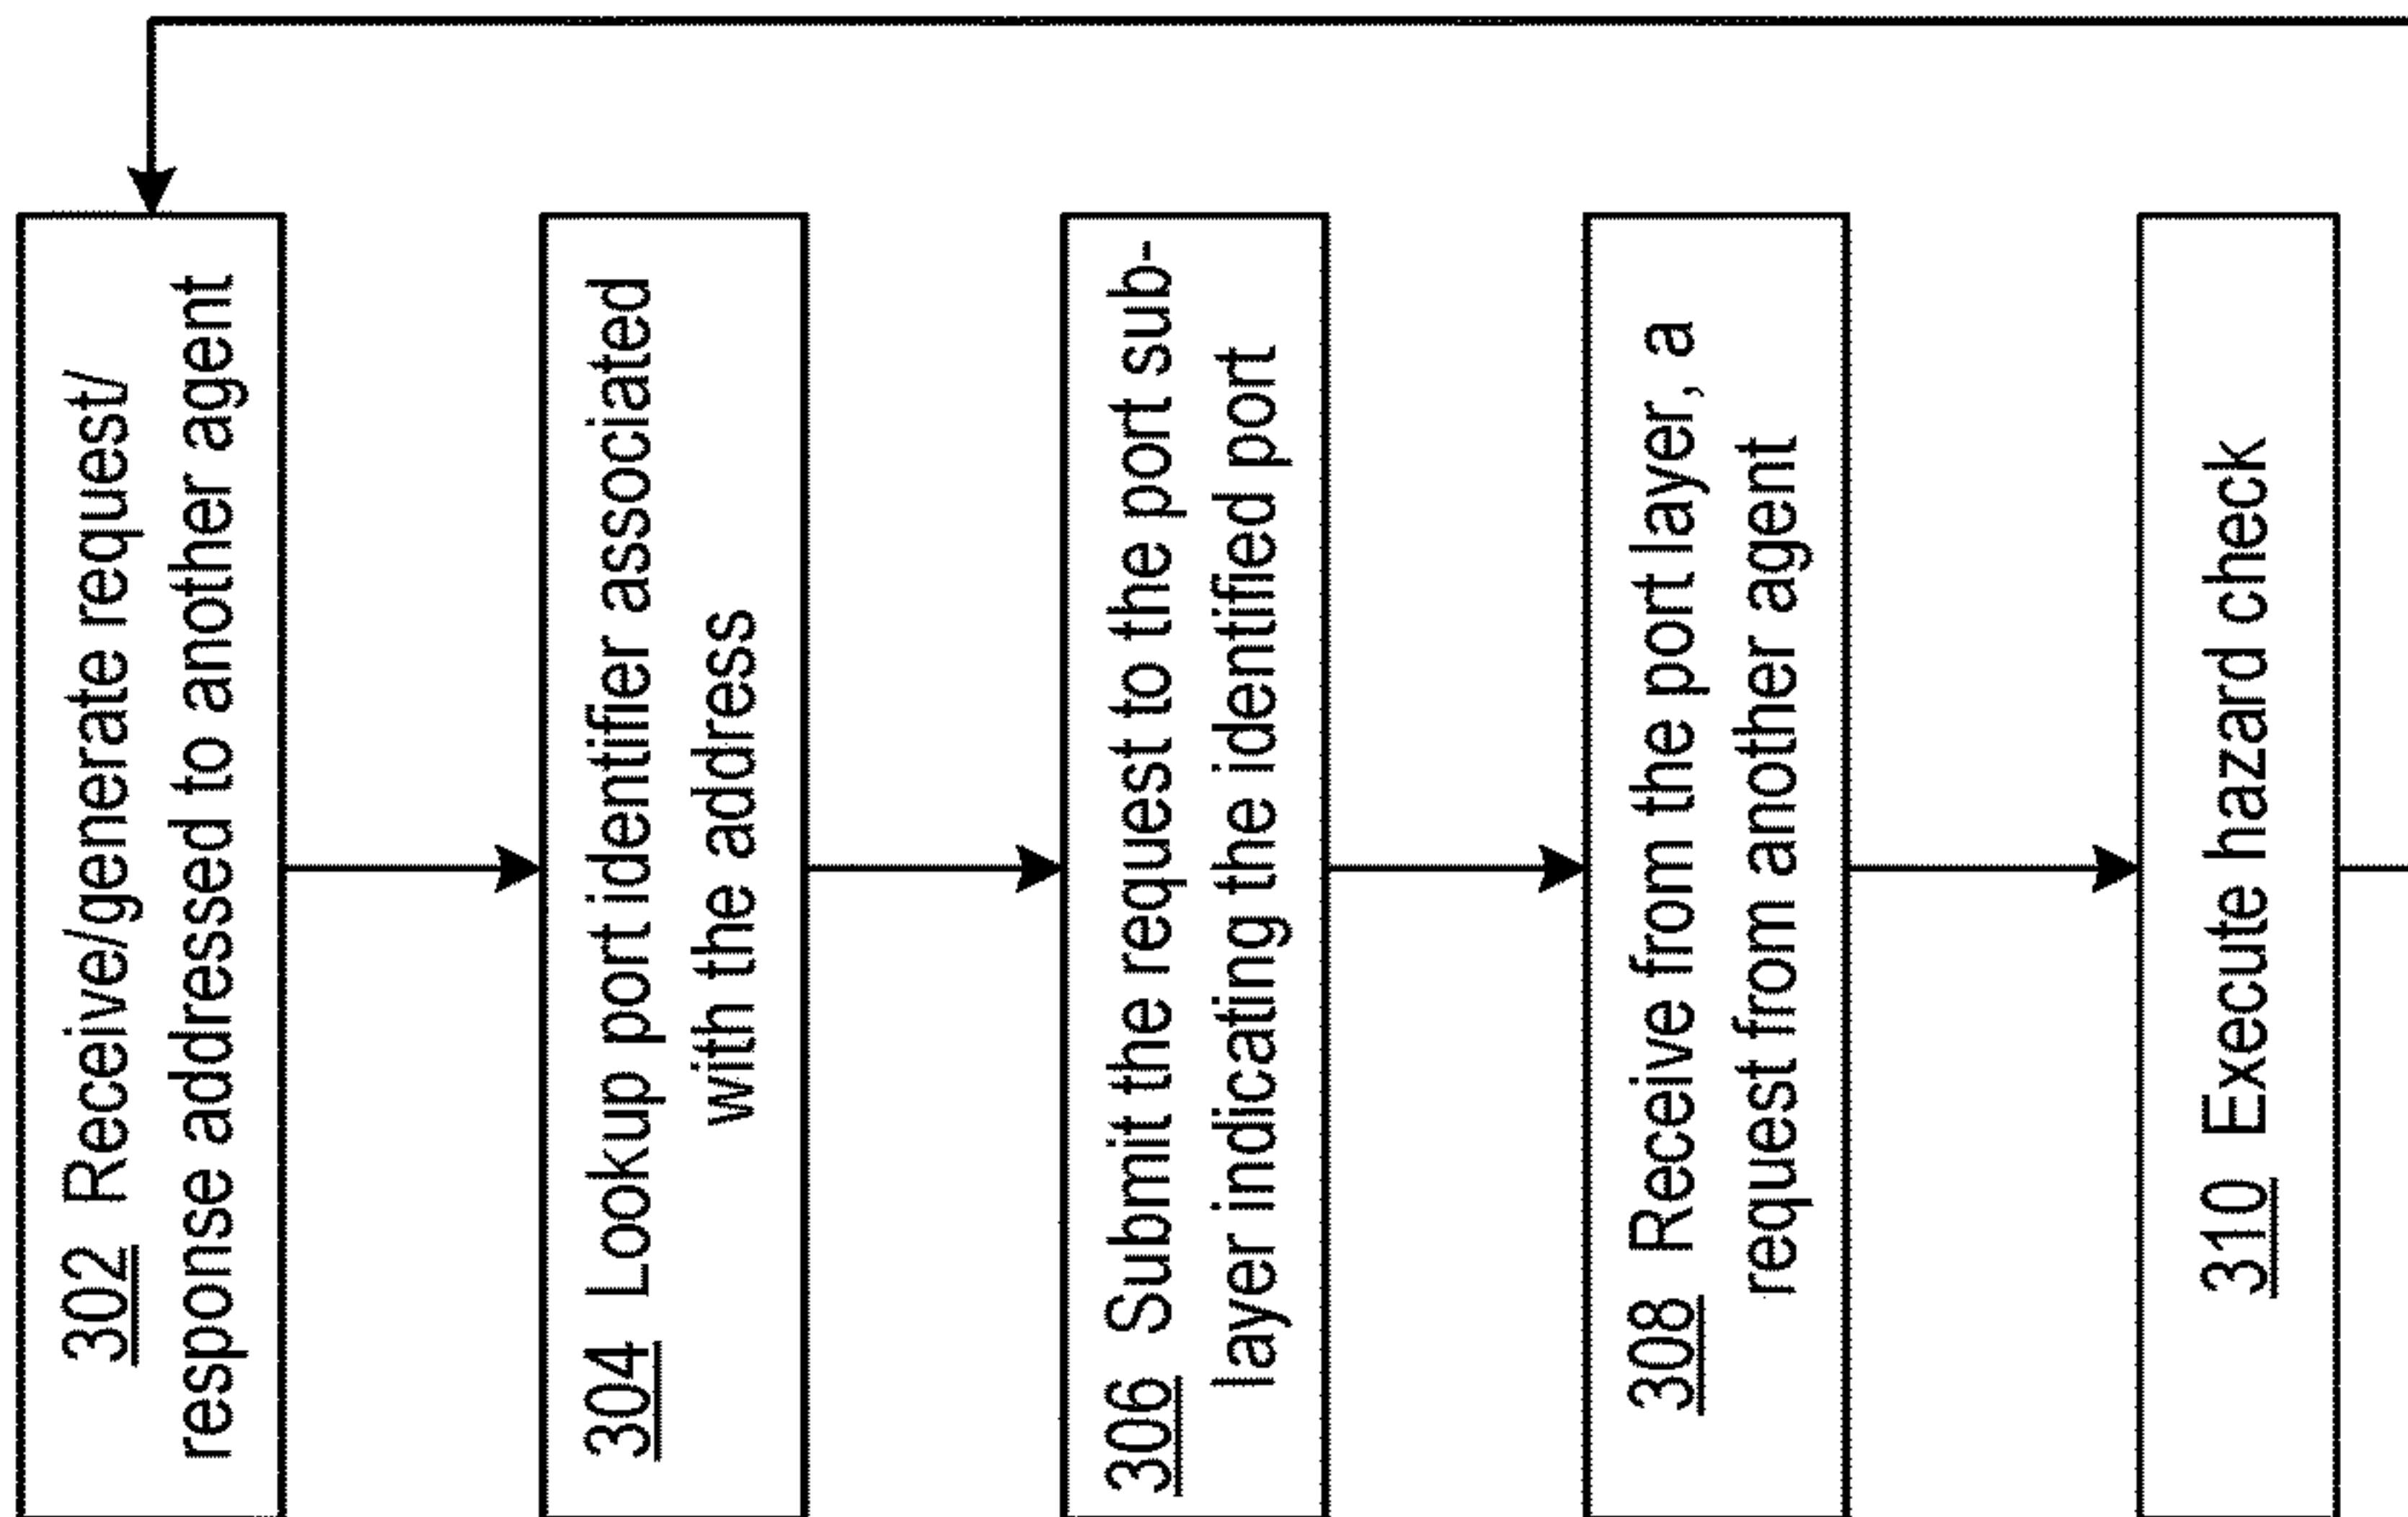 302 Receive/generate request/
response addressed to another agent
304 Lookup port identifier associated
with the address
306 Submit the request to the port sub-
layer indicating the identified port
308 Receive from the port layer, a
request from another agent
310 Execute hazard check